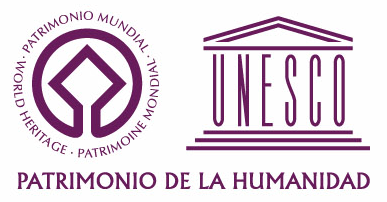 · PATRIMONIO MUNDIAL · WORLD HERITAGE · PATRIMOINE MONDIAL
UNESCO
PATRIMONIO DE LA HUMANIDAD